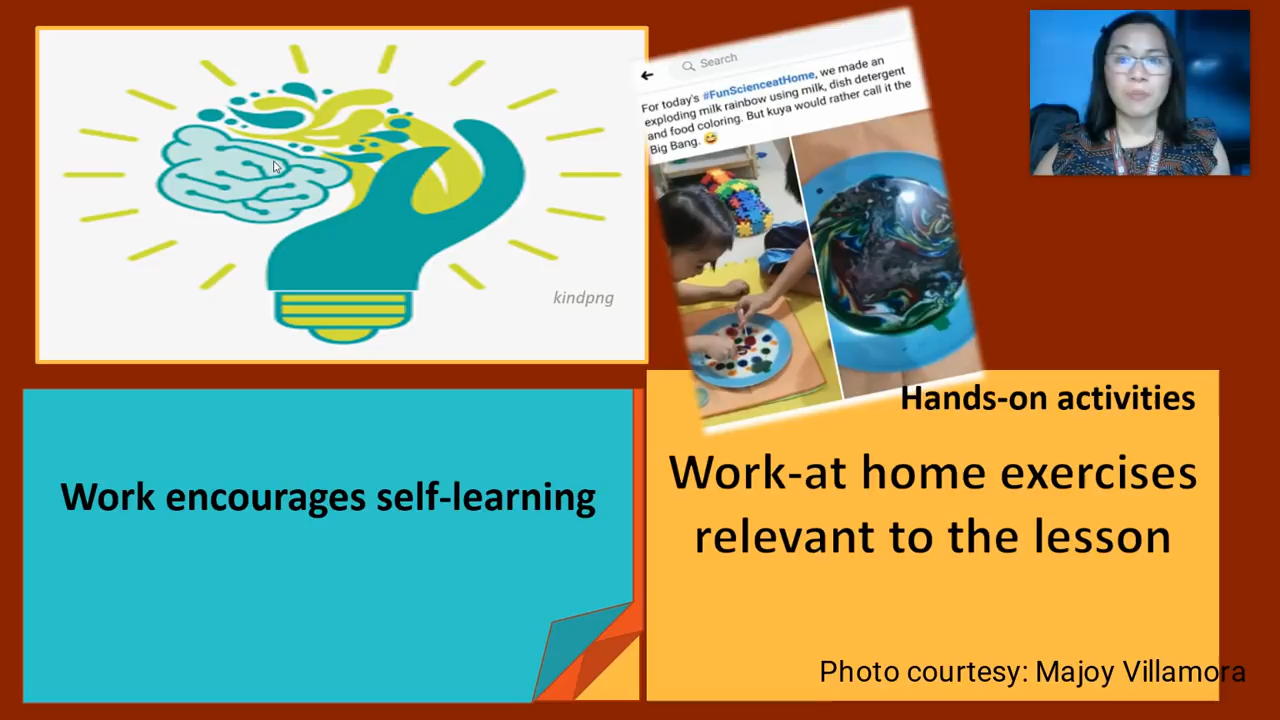 Search
For today's #FunScienceatHome, we made an
exploding milk rainbow using milk, dish detergent
and food coloring. But kuya would rather call it the
Big Bang. 😄
kindpng
Hands-on activities
Work encourages self-learning
Work-at home exercises
relevant to the lesson
Photo courtesy: Majoy Villamora